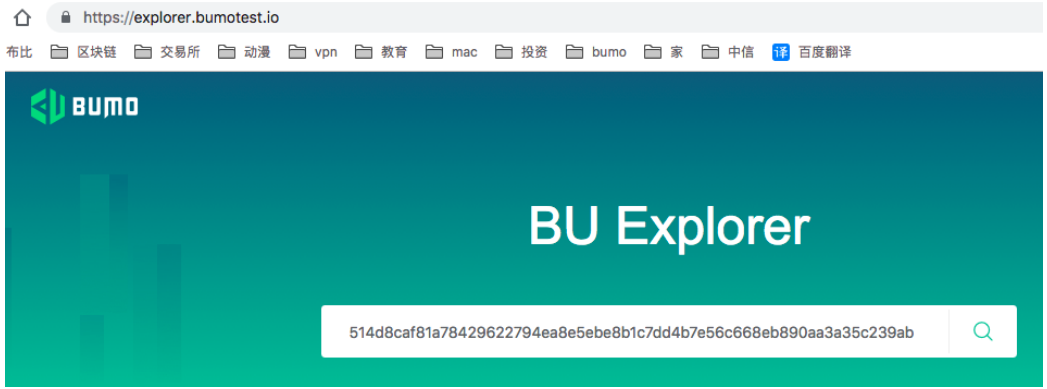 https://explorer.bumotest.io
布比 区块链 交易所 动漫 vpn 教育 mac 投资 bumo 家 中信 译 百度翻译
BUMO
BU Explorer
514d8caf81a78429622794ea8e5ebe8b1c7dd4b7e56c668eb890aa3a35c239ab